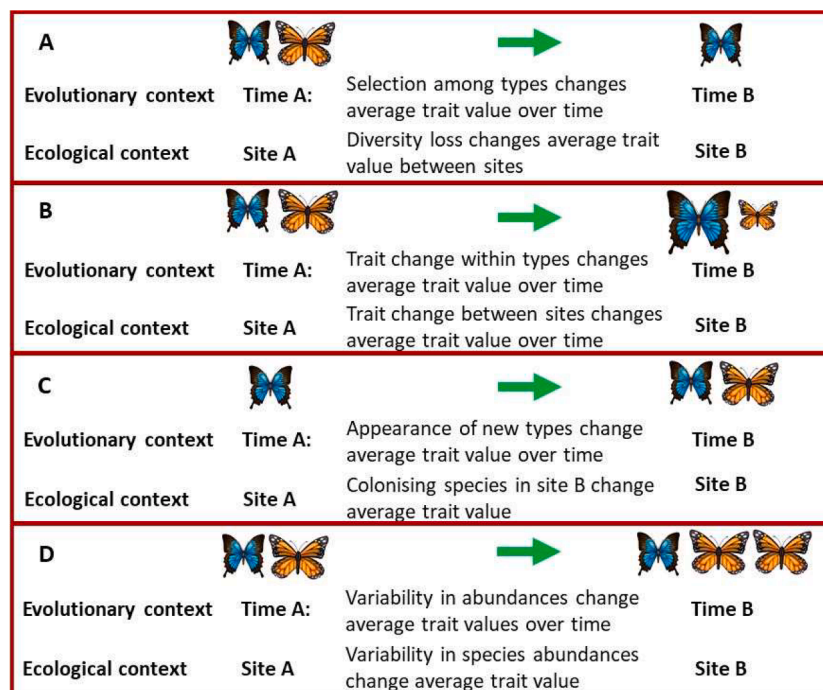 A
Evolutionary context Time A: Selection among types changes average trait value over time Time B
Ecological context Site A Diversity loss changes average trait value between sites Site B
B
Evolutionary context Time A: Trait change within types changes average trait value over time Time B
Ecological context Site A Trait change between sites changes average trait value over time Site B
C
Evolutionary context Time A: Appearance of new types change average trait value over time Time B
Ecological context Site A Colonising species in site B change average trait value Site B
D
Evolutionary context Time A: Variability in abundances change average trait values over time Time B
Ecological context Site A Variability in species abundances change average trait value Site B